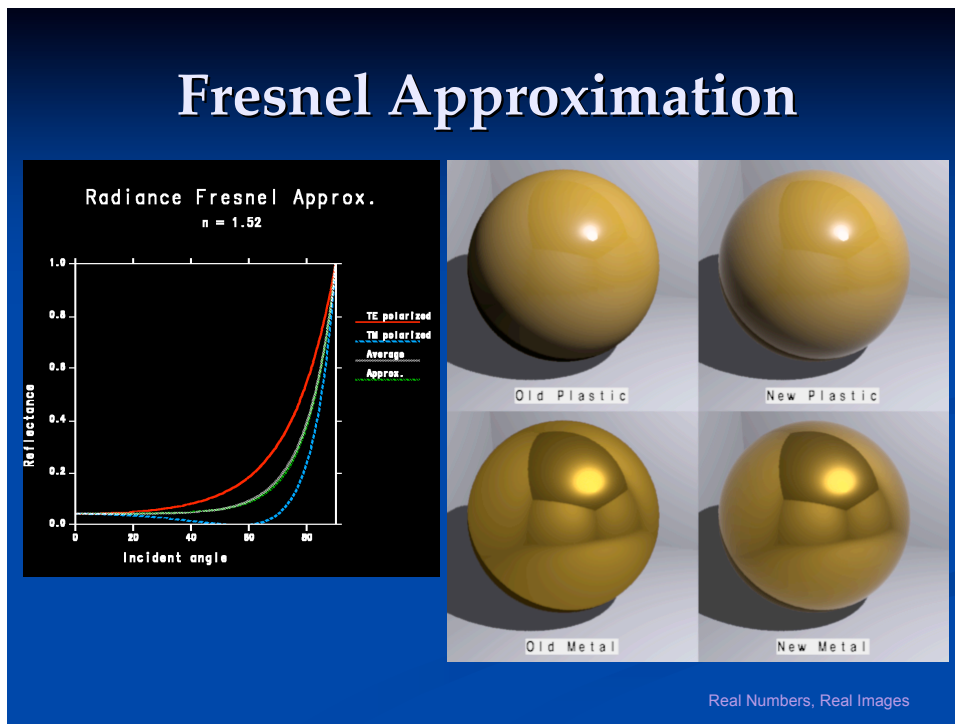 Fresnel Approximation
Radiance Fresnel Approx.
n = 1.52
1.0
0.8
0.6
0.4
0.2
0.0
Reflectance
0 20 40 60 80
Incident angle
TE polarized
TM polarized
Average
Approx.
Old Plastic
New Plastic
Old Metal
New Metal
Real Numbers, Real Images